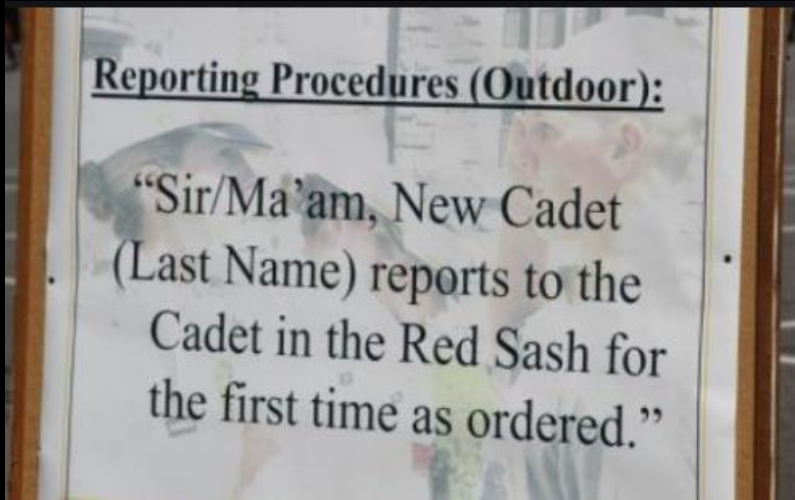 Reporting Procedures (Outdoor):
“Sir/Ma’am, New Cadet
(Last Name) reports to the
Cadet in the Red Sash for
the first time as ordered.”